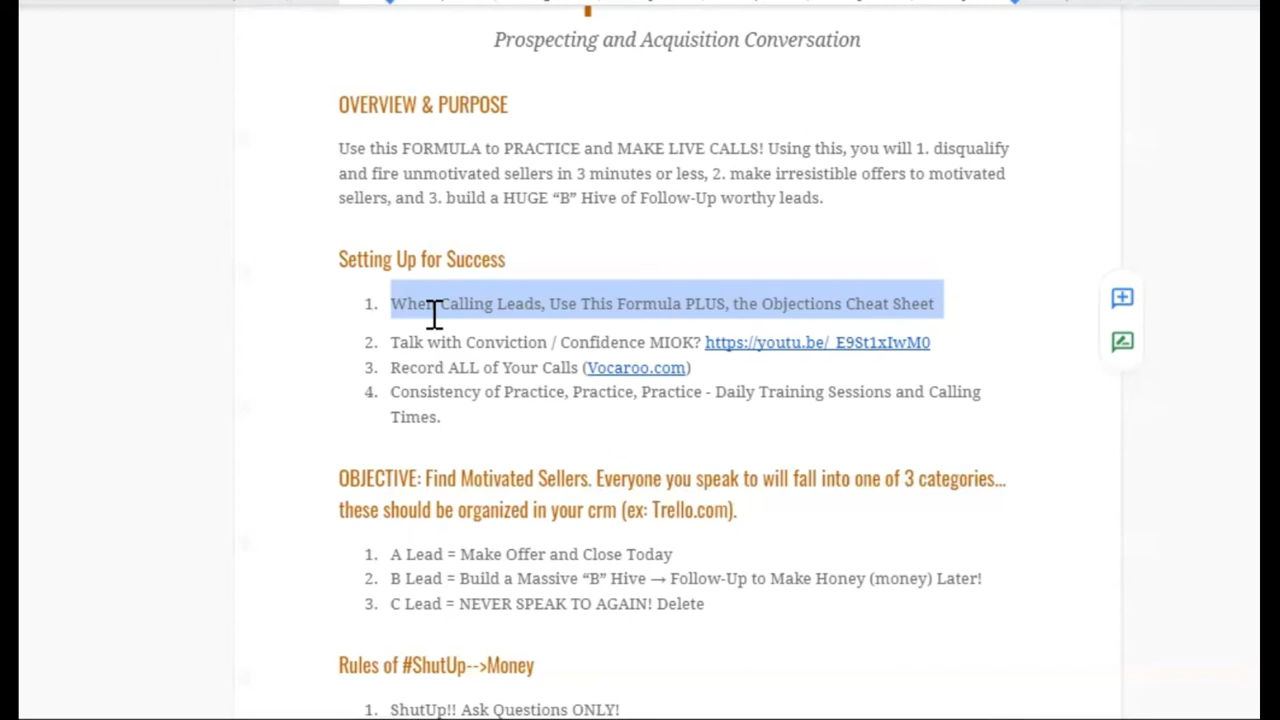 Prospecting and Acquisition Conversation
OVERVIEW & PURPOSE
Use this FORMULA to PRACTICE and MAKE LIVE CALLS! Using this, you will 1. disqualify
and fire unmotivated sellers in 3 minutes or less, 2. make irresistible offers to motivated
sellers, and 3. build a HUGE “B” Hive of Follow-Up worthy leads.
Setting Up for Success
1. When Calling Leads, Use This Formula PLUS, the Objections Cheat Sheet
2. Talk with Conviction / Confidence MIOK? https://youtu.be/_E9St1xIwM0
3. Record ALL of Your Calls (Vocaroo.com)
4. Consistency of Practice, Practice, Practice - Daily Training Sessions and Calling
Times.
OBJECTIVE: Find Motivated Sellers. Everyone you speak to will fall into one of 3 categories...
these should be organized in your crm (ex: Trello.com).
1. A Lead = Make Offer and Close Today
2. B Lead = Build a Massive “B” Hive → Follow-Up to Make Honey (money) Later!
3. C Lead = NEVER SPEAK TO AGAIN! Delete
Rules of #ShutUp-->Money
1. ShutUp!! Ask Questions ONLY!